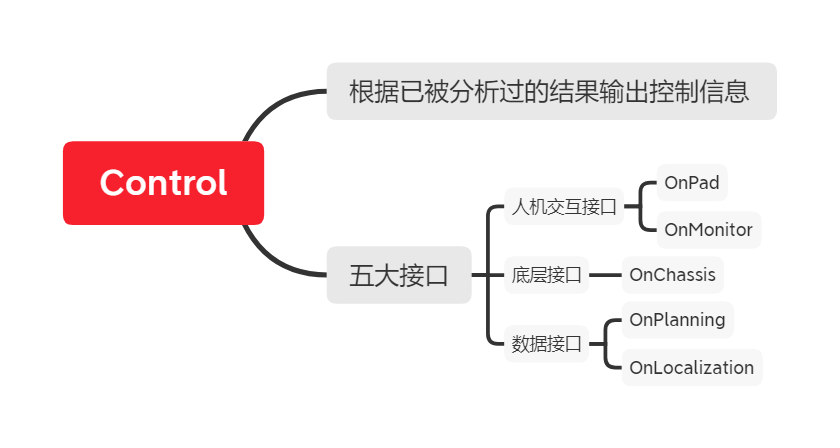 Control
根据已被分析过的结果输出控制信息
五大接口
人机交互接口
OnPad
OnMonitor
底层接口
OnChassis
数据接口
OnPlanning
OnLocalization